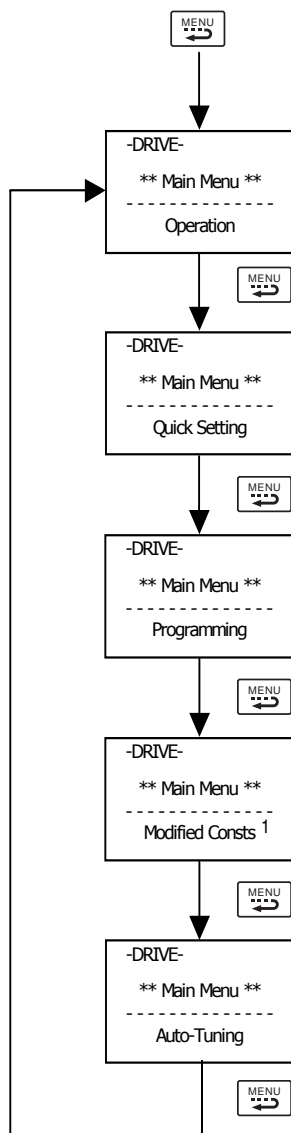 MENU
-DRIVE-
** Main Menu **
- - - - - - - - - - - - - -
Operation
MENU
-DRIVE-
** Main Menu **
- - - - - - - - - - - - - -
Quick Setting
MENU
-DRIVE-
** Main Menu **
- - - - - - - - - - - - - -
Programming
MENU
-DRIVE-
** Main Menu **
- - - - - - - - - - - - - -
Modified Consts 1
MENU
-DRIVE-
** Main Menu **
- - - - - - - - - - - - - -
Auto-Tuning
MENU